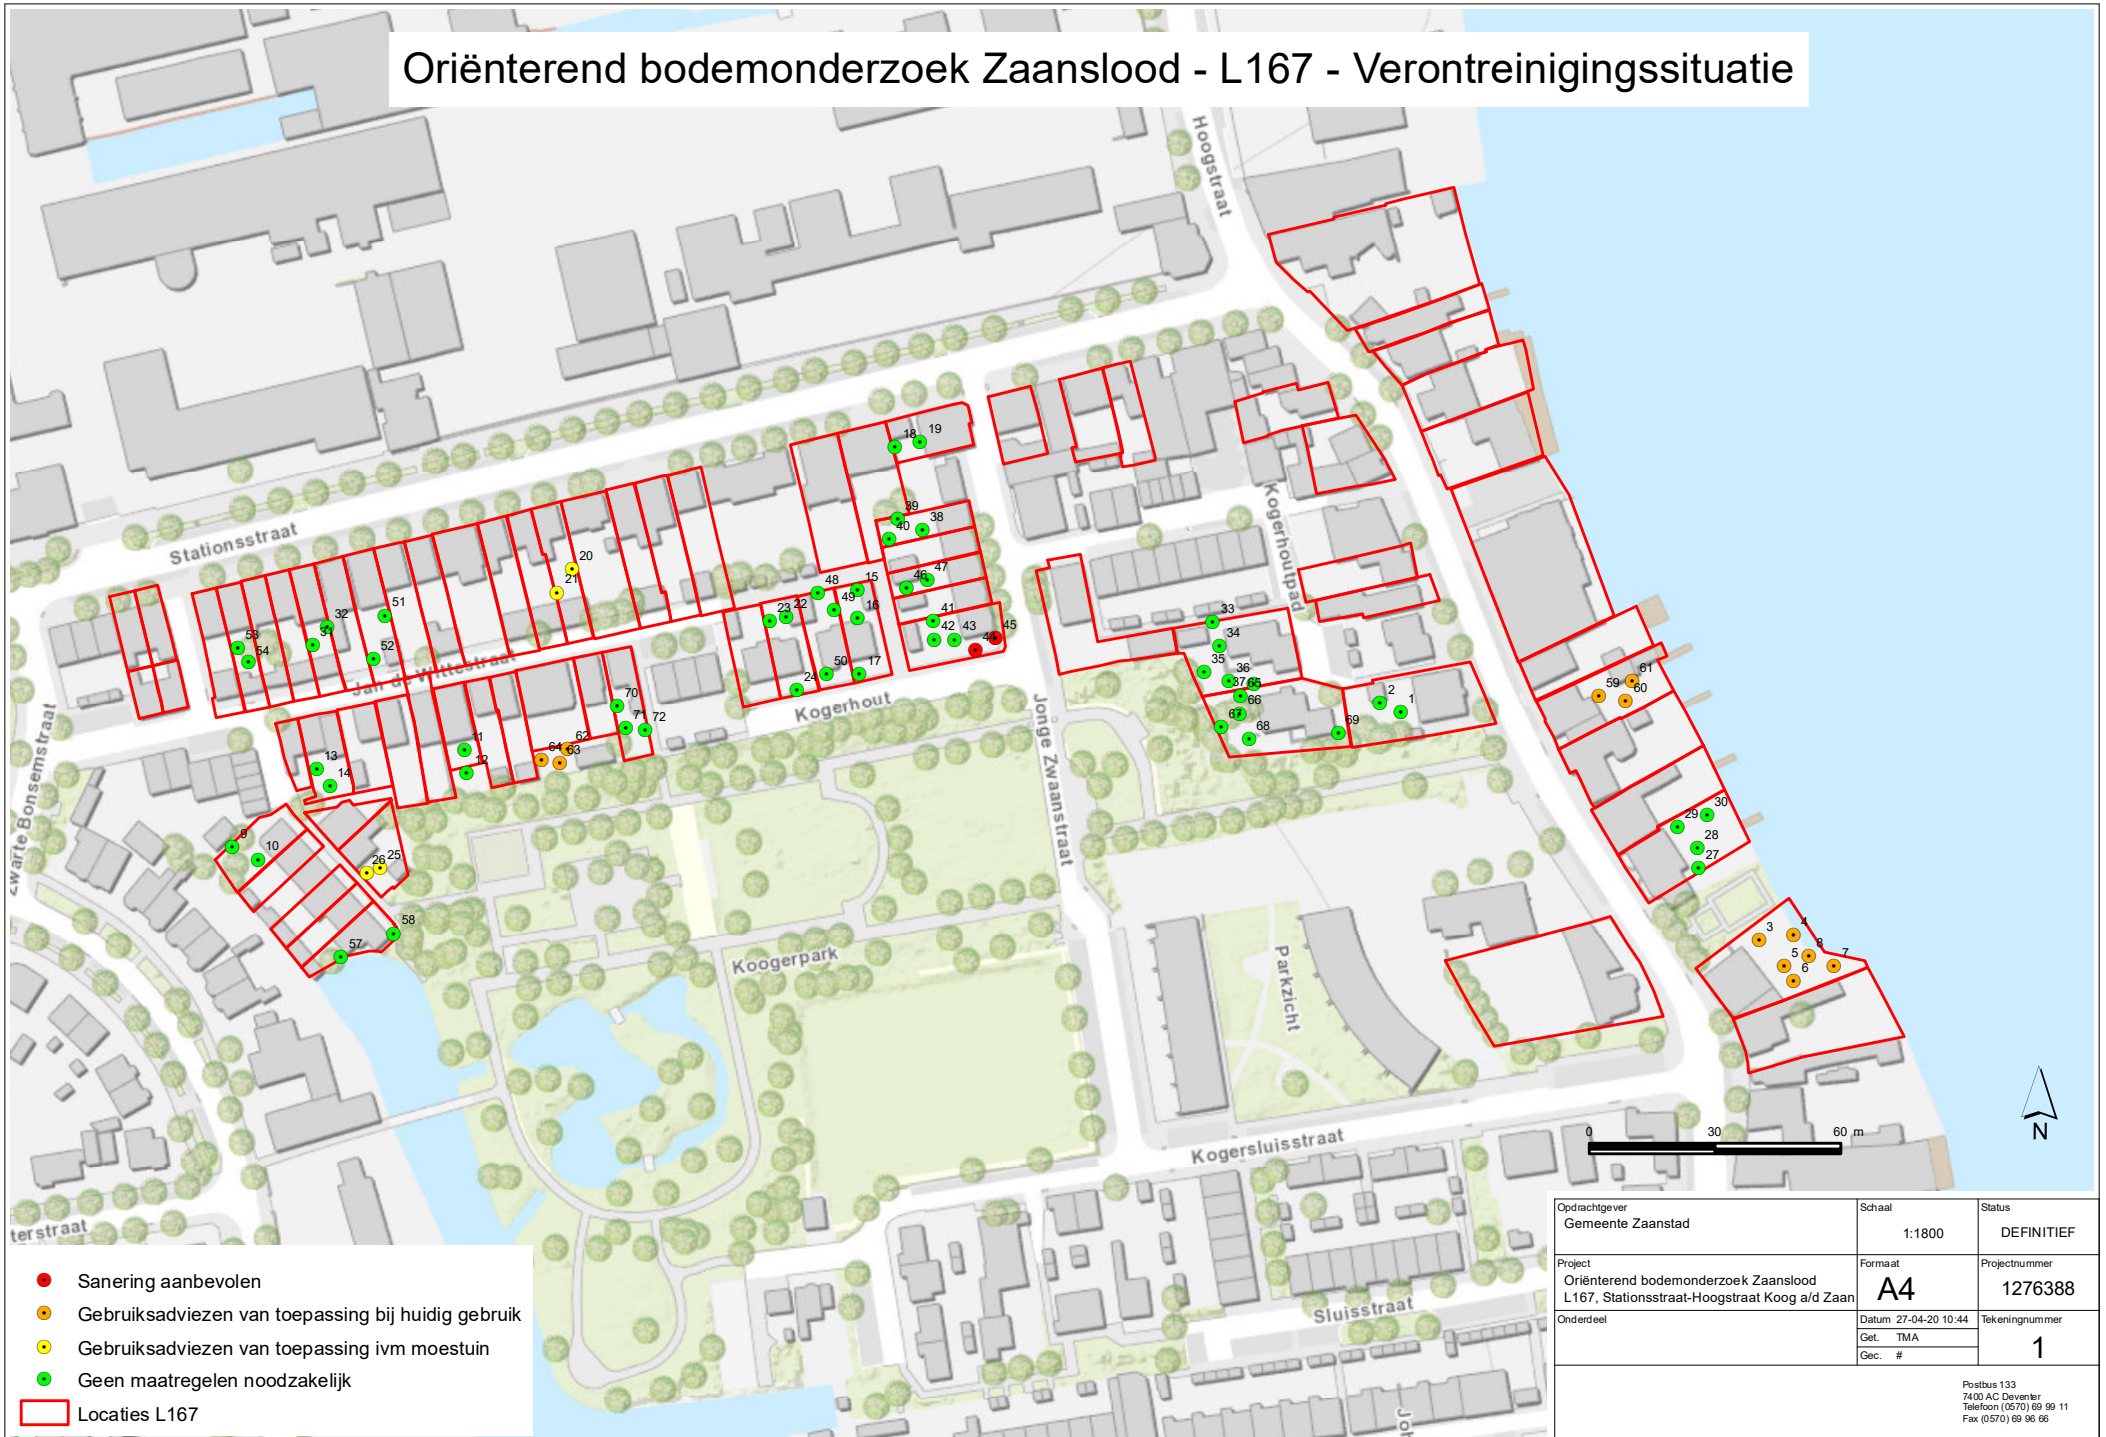 Oriënterend bodemonderzoek Zaanslood - L167 - Verontreinigingssituatie
Hoogstraat
Stationsstraat
Jan de Wittestraat
Kogerhout
Kogerhoutpad
Jonge Zwaanstraat
Zwarte Bonsemstraat
Koogerpark
Parkzicht
Kogersluisstraat
Sluisstraat
terstraat
Joh
18
19
39
38
40
47
46
41
42
43
44
45
48
15
49
16
23
22
50
17
24
20
21
32
31
51
52
53
54
70
71
72
62
64
63
11
12
13
14
9
10
26
25
58
57
33
34
35
36
37
65
66
67
68
69
2
1
61
59
60
30
29
28
27
3
4
8
5
7
6
0 30 60 m
N
Sanering aanbevolen
Gebruiksadviezen van toepassing bij huidig gebruik
Gebruiksadviezen van toepassing ivm moestuin
Geen maatregelen noodzakelijk
Locaties L167
Opdrachtgever
Gemeente Zaanstad
Schaal
1:1800
Status
DEFINITIEF
Project
Oriënterend bodemonderzoek Zaanslood
L167, Stationsstraat-Hoogstraat Koog a/d Zaan
Formaat
A4
Projectnummer
1276388
Onderdeel
Datum 27-04-20 10:44
Get. TMA
Gec. #
Tekeningnummer
1
Postbus 133
7400 AC Deventer
Telefoon (0570) 69 99 11
Fax (0570) 69 96 66